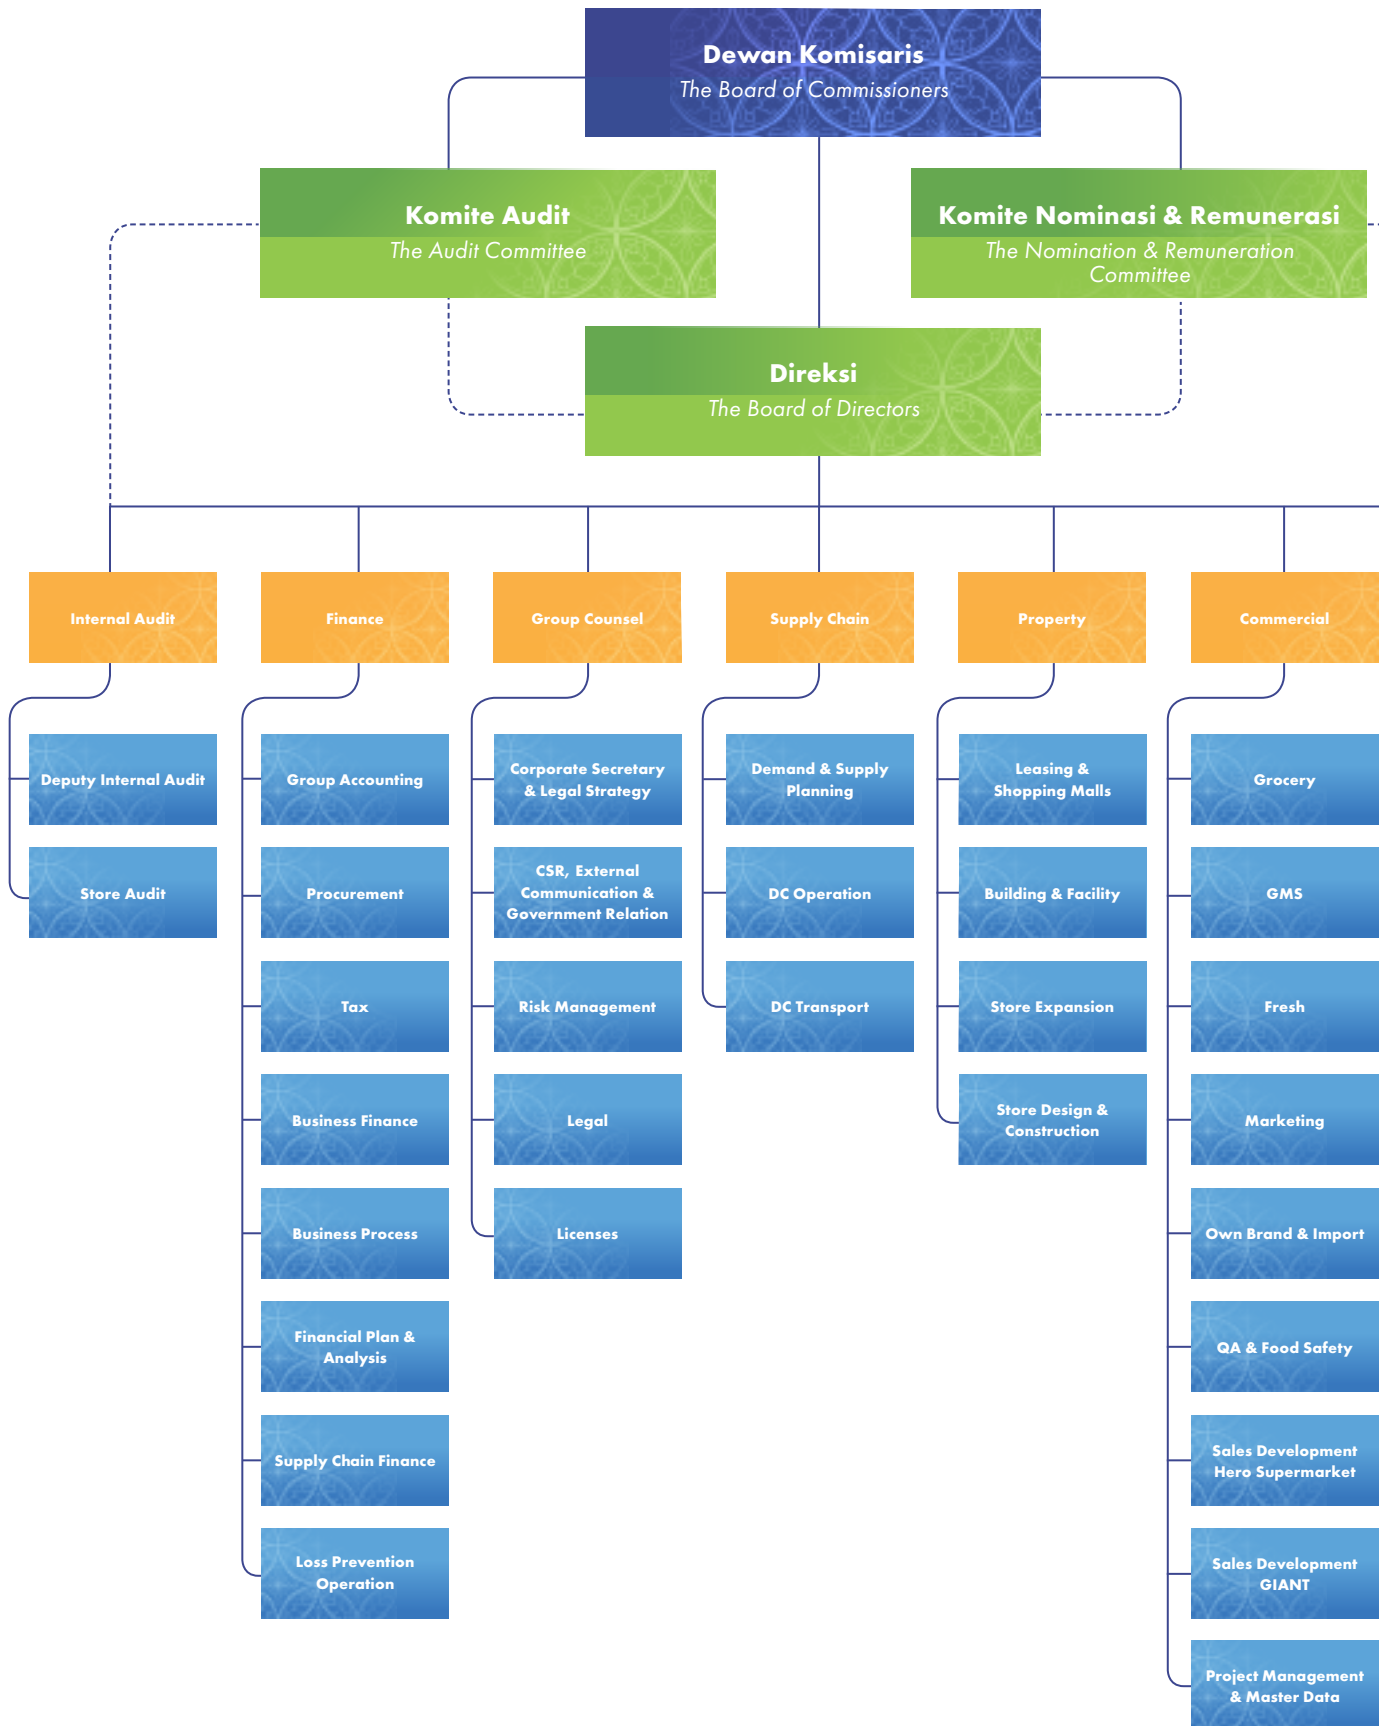 Dewan Komisaris
The Board of Commissioners
Komite Audit
The Audit Committee
Komite Nominasi & Remunerasi
The Nomination & Remuneration
Committee
Direksi
The Board of Directors
Internal Audit
Finance
Group Counsel
Supply Chain
Property
Commercial
Deputy Internal Audit
Store Audit
Group Accounting
Procurement
Tax
Business Finance
Business Process
Financial Plan &
Analysis
Supply Chain Finance
Loss Prevention
Operation
Corporate Secretary
& Legal Strategy
CSR, External
Communication &
Government Relation
Risk Management
Legal
Licenses
Demand & Supply
Planning
DC Operation
DC Transport
Leasing &
Shopping Malls
Building & Facility
Store Expansion
Store Design &
Construction
Grocery
GMS
Fresh
Marketing
Own Brand & Import
QA & Food Safety
Sales Development
Hero Supermarket
Sales Development
GIANT
Project Management
& Master Data